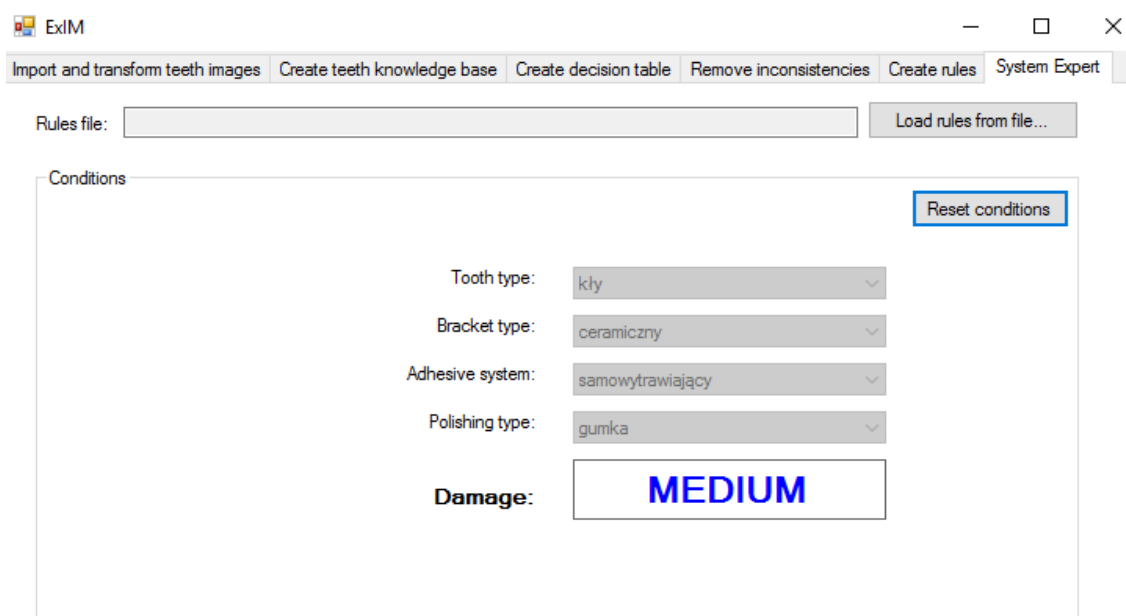 ExIM
Import and transform teeth images Create teeth knowledge base Create decision table Remove inconsistencies Create rules System Expert
Rules file: Load rules from file...
Conditions
Reset conditions
Tooth type: kły
Bracket type: ceramiczny
Adhesive system: samowytrawiający
Polishing type: gumka
Damage: MEDIUM